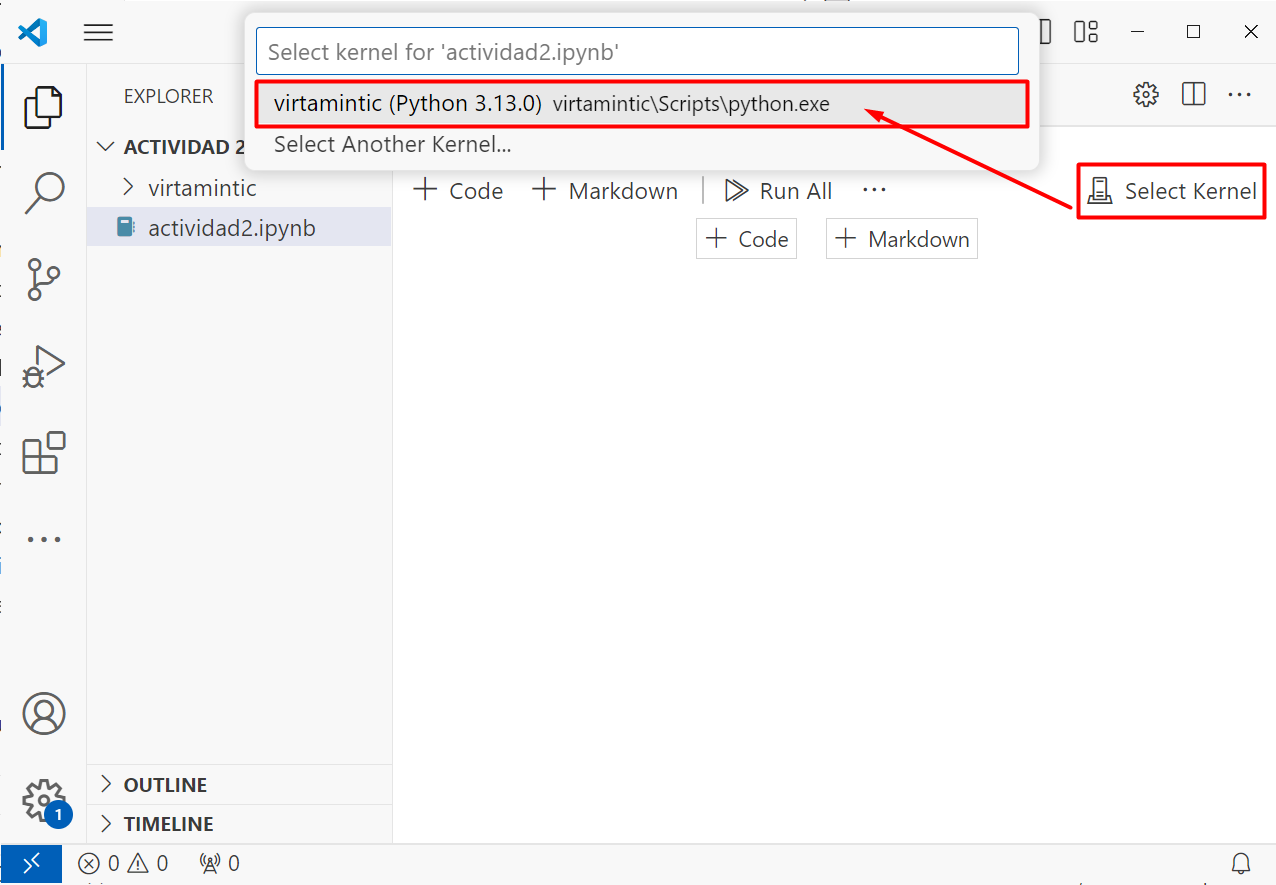 Select kernel for 'actividad2.ipynb'
virtamintic (Python 3.13.0) virtamintic\Scripts\python.exe
Select Another Kernel...
EXPLORER
ACTIVIDAD 2
virtamintic
actividad2.ipynb
Code Markdown Run All ...
Select Kernel
Code Markdown
OUTLINE
TIMELINE
1
0 0 0